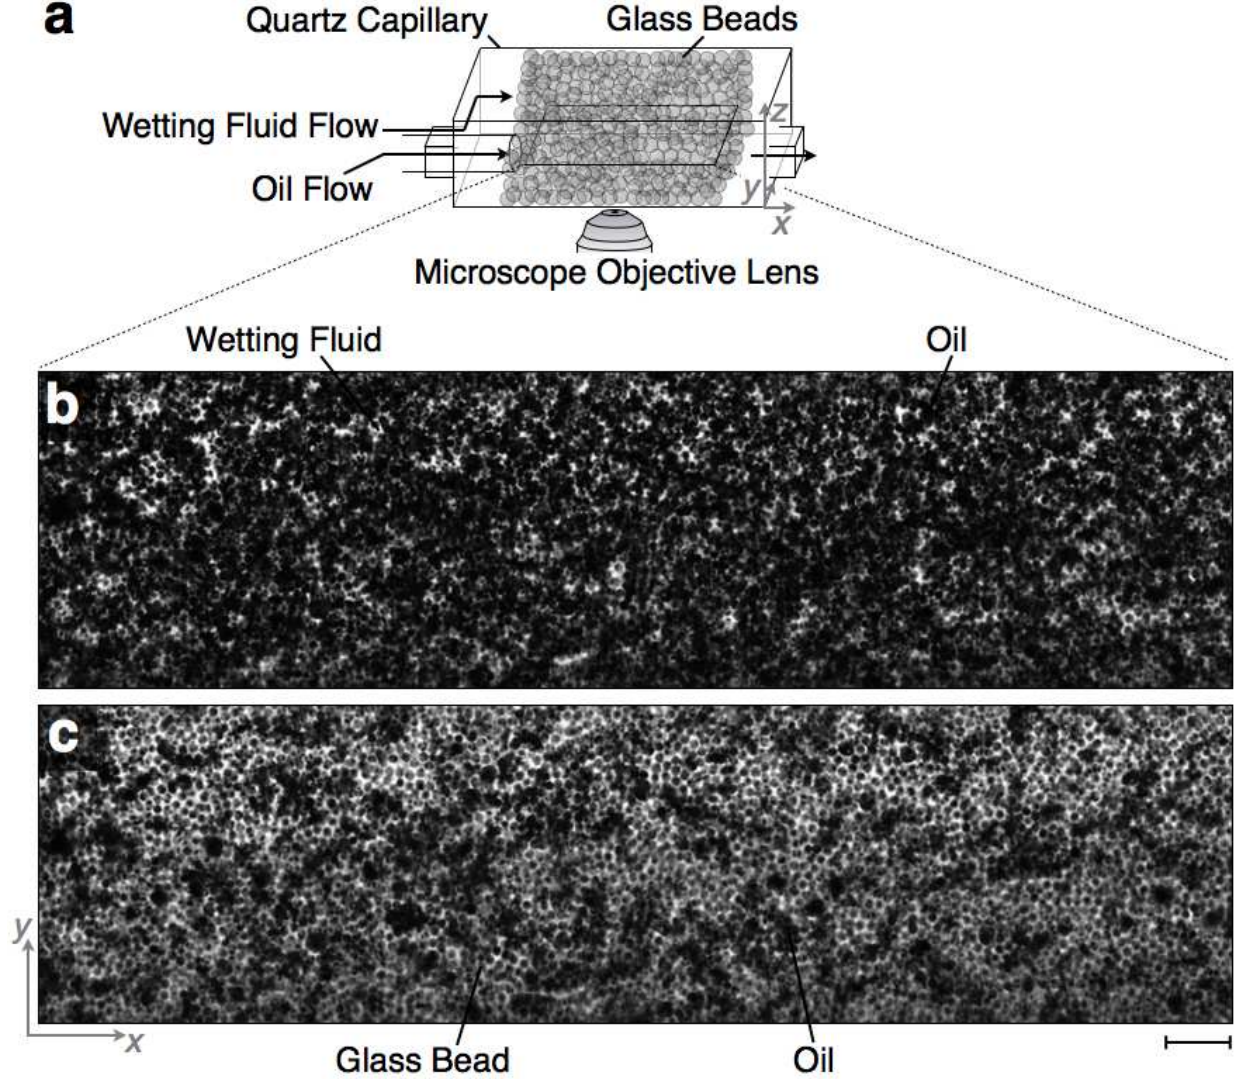 a
Quartz Capillary
Glass Beads
Wetting Fluid Flow
Oil Flow
z
y
x
Microscope Objective Lens
Wetting Fluid
Oil
b
c
y
x
Glass Bead
Oil